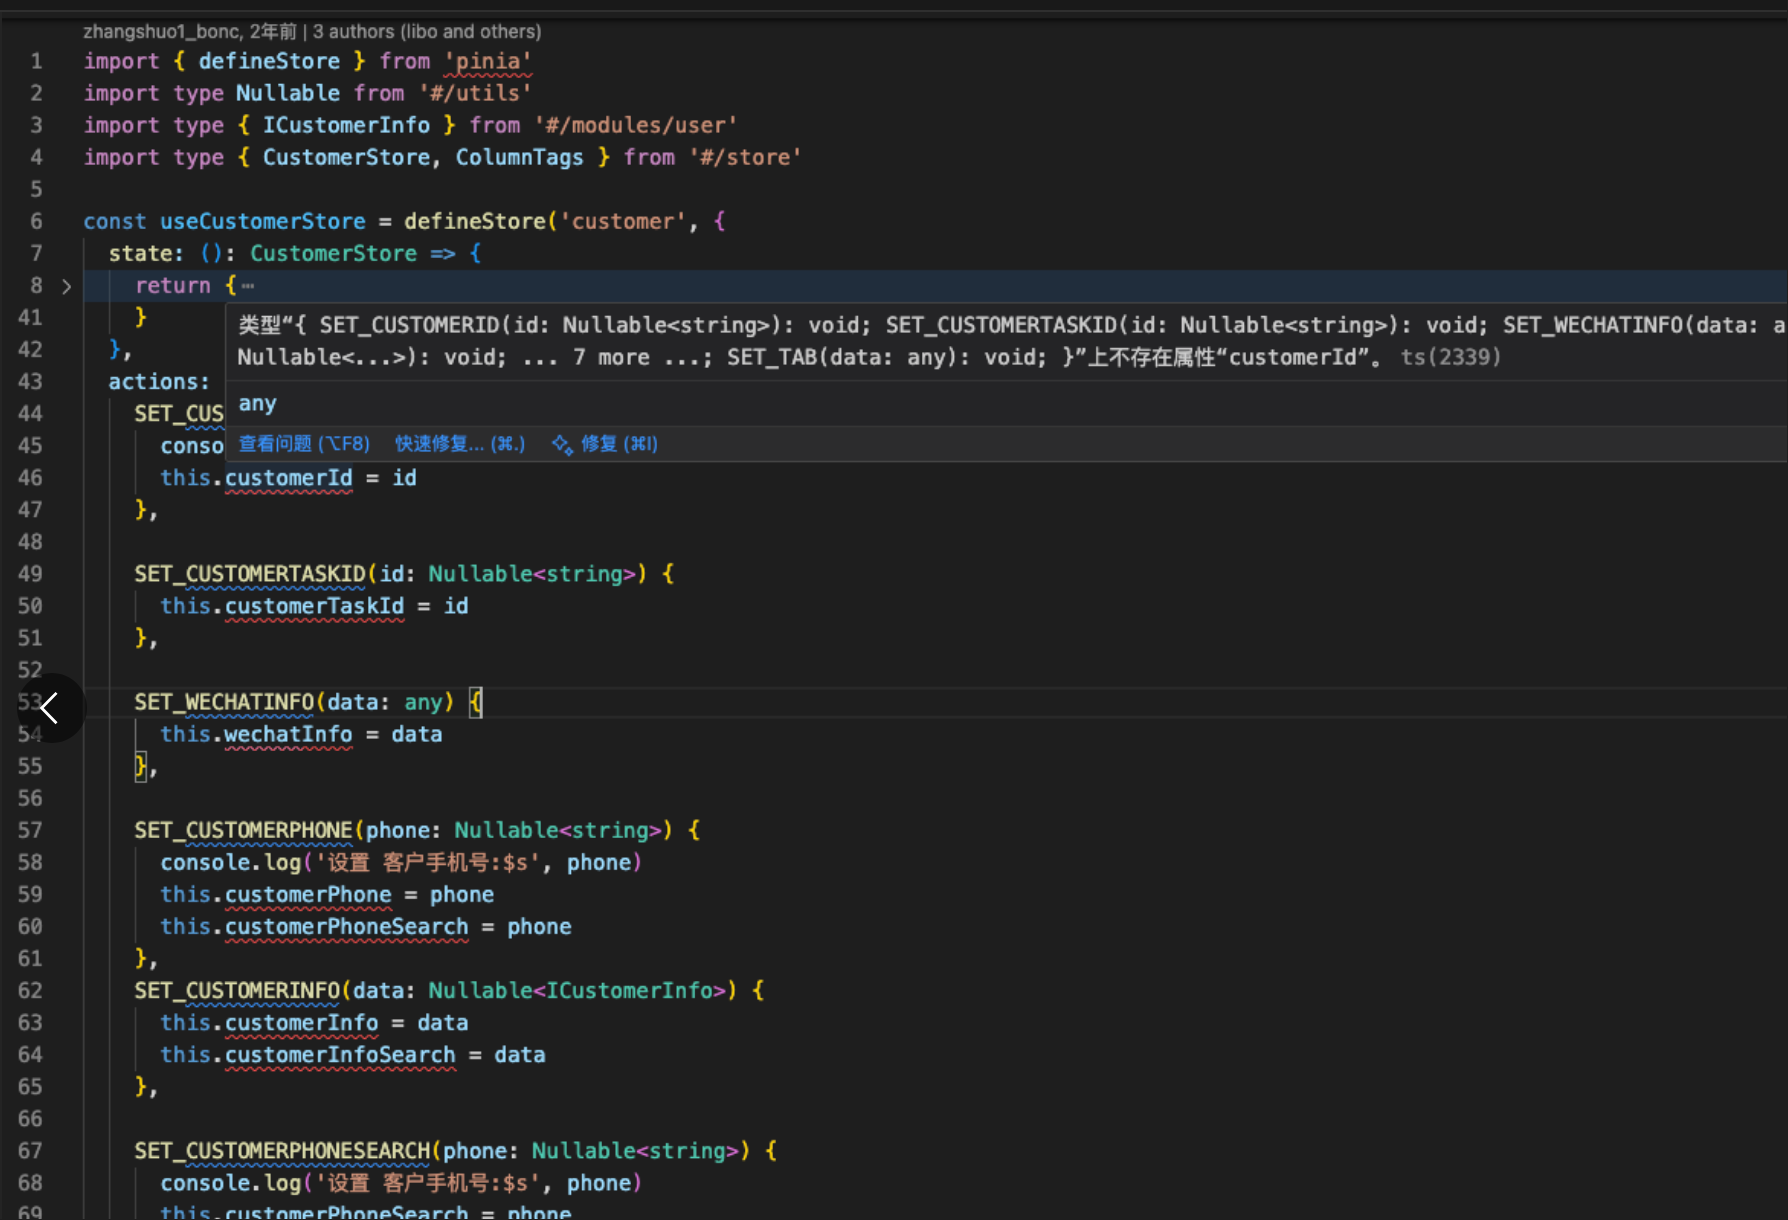 zhangshuo1_bonc, 2年前 | 3 authors (libo and others)
1 import { defineStore } from 'pinia'
2 import type Nullable from '#/utils'
3 import type { ICustomerInfo } from '#/modules/user'
4 import type { CustomerStore, ColumnTags } from '#/store'
5
6 const useCustomerStore = defineStore('customer', {
7 state: (): CustomerStore => {
8 return {⋯
41 }
类型“{ SET_CUSTOMERID(id: Nullable<string>): void; SET_CUSTOMERTASKID(id: Nullable<string>): void; SET_WECHATINFO(data: a
42 },
Nullable<...>): void; ... 7 more ...; SET_TAB(data: any): void; }”上不存在属性“customerId”。 ts(2339)
43 actions:
any
44 SET_CUS
45 conso
查看问题 (⌥F8) 快速修复... (⌘.) 修复 (⌘I)
46 this.customerId = id
47 },
48
49 SET_CUSTOMERTASKID(id: Nullable<string>) {
50 this.customerTaskId = id
51 },
52
53 SET_WECHATINFO(data: any) {
54 this.wechatInfo = data
55 },
56
57 SET_CUSTOMERPHONE(phone: Nullable<string>) {
58 console.log('设置 客户手机号:$s', phone)
59 this.customerPhone = phone
60 this.customerPhoneSearch = phone
61 },
62 SET_CUSTOMERINFO(data: Nullable<ICustomerInfo>) {
63 this.customerInfo = data
64 this.customerInfoSearch = data
65 },
66
67 SET_CUSTOMERPHONESEARCH(phone: Nullable<string>) {
68 console.log('设置 客户手机号:$s', phone)
69 this.customerPhoneSearch = phone